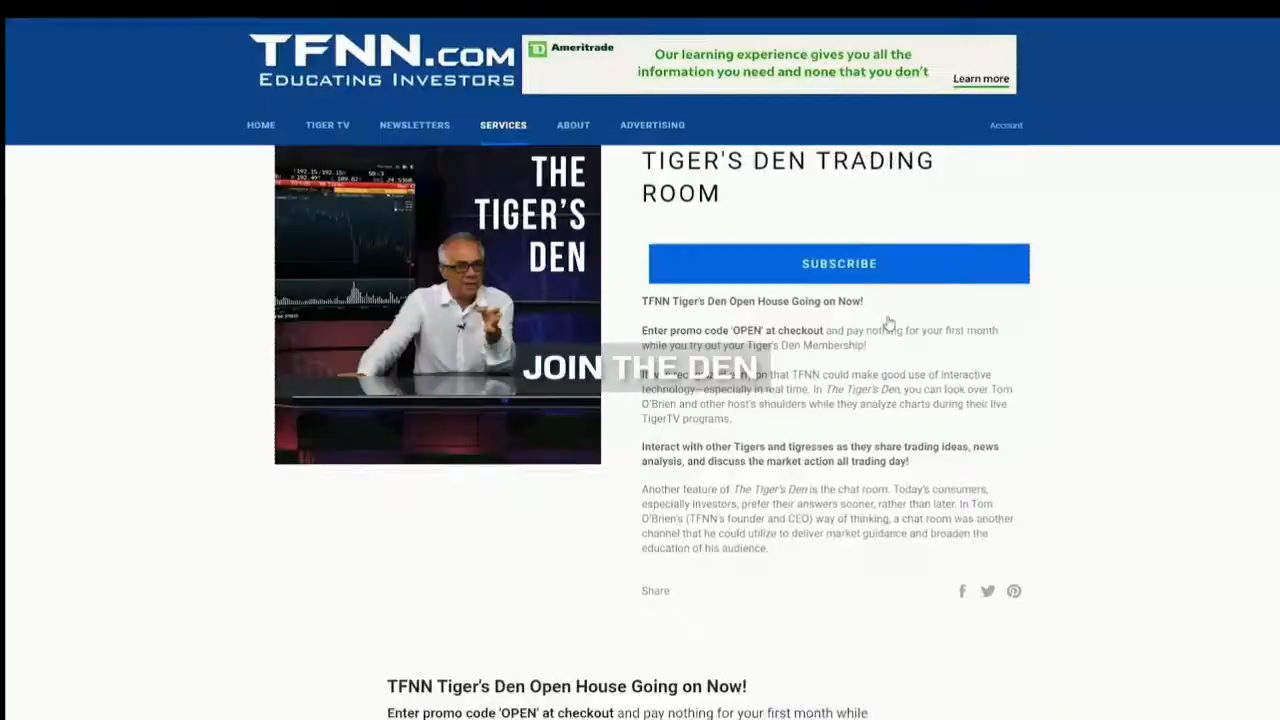 TFNN.COM
EDUCATING INVESTORS
Ameritrade
Our learning experience gives you all the
information you need and none that you don't
Learn more
HOME TIGER TV NEWSLETTERS SERVICES ABOUT ADVERTISING Account
THE
TIGER'S
DEN
TIGER'S DEN TRADING
ROOM
SUBSCRIBE
TFNN Tiger's Den Open House Going on Now!
Enter promo code 'OPEN' at checkout and pay nothing for your first month
while you try out your Tiger's Den Membership!
JOIN THE DEN
that TFNN could make good use of interactive
technology—especially in real time. In The Tiger's Den, you can look over Tom
O'Brien and other host's shoulders while they analyze charts during their live
TigerTV programs.
Interact with other Tigers and tigresses as they share trading ideas, news
analysis, and discuss the market action all trading day!
Another feature of The Tiger's Den is the chat room. Today's consumers,
especially investors, prefer their answers sooner, rather than later. In Tom
O'Brien's (TFNN's founder and CEO) way of thinking, a chat room was another
channel that he could utilize to deliver market guidance and broaden the
education of his audience.
Share
TFNN Tiger's Den Open House Going on Now!
Enter promo code 'OPEN' at checkout and pay nothing for your first month while